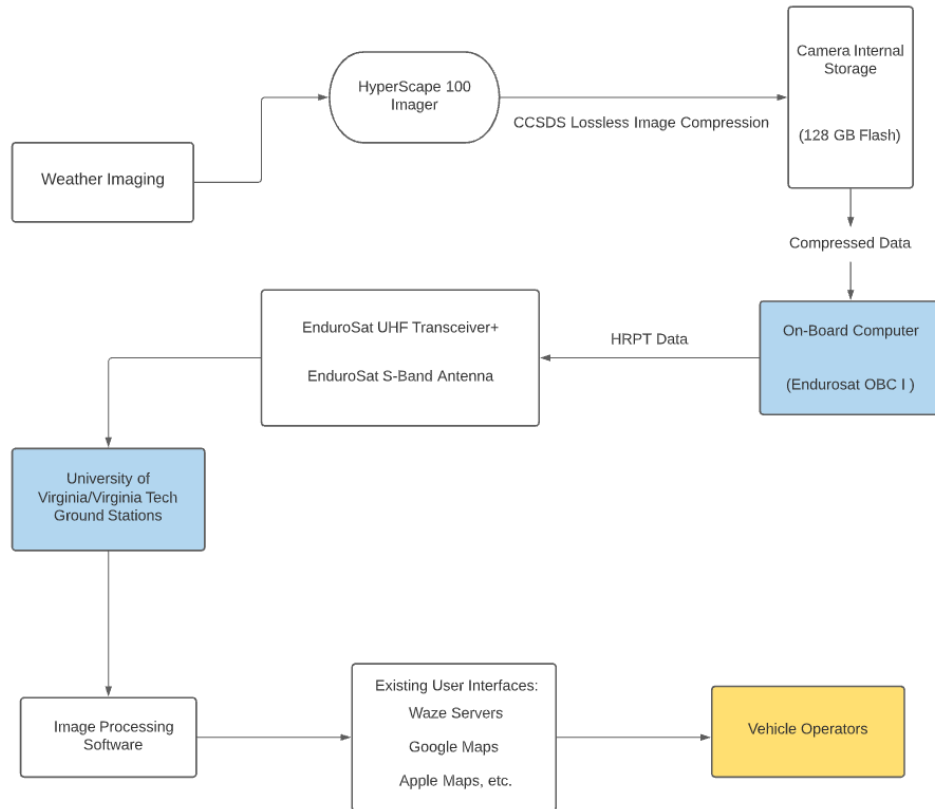 Weather Imaging
HyperScape 100
Imager
CCSDS Lossless Image Compression
Camera Internal
Storage
(128 GB Flash)
Compressed Data
On-Board Computer
(Endurosat OBC I )
HRPT Data
EnduroSat UHF Transceiver+
EnduroSat S-Band Antenna
University of
Virginia/Virginia Tech
Ground Stations
Image Processing
Software
Existing User Interfaces:
Waze Servers
Google Maps
Apple Maps, etc.
Vehicle Operators